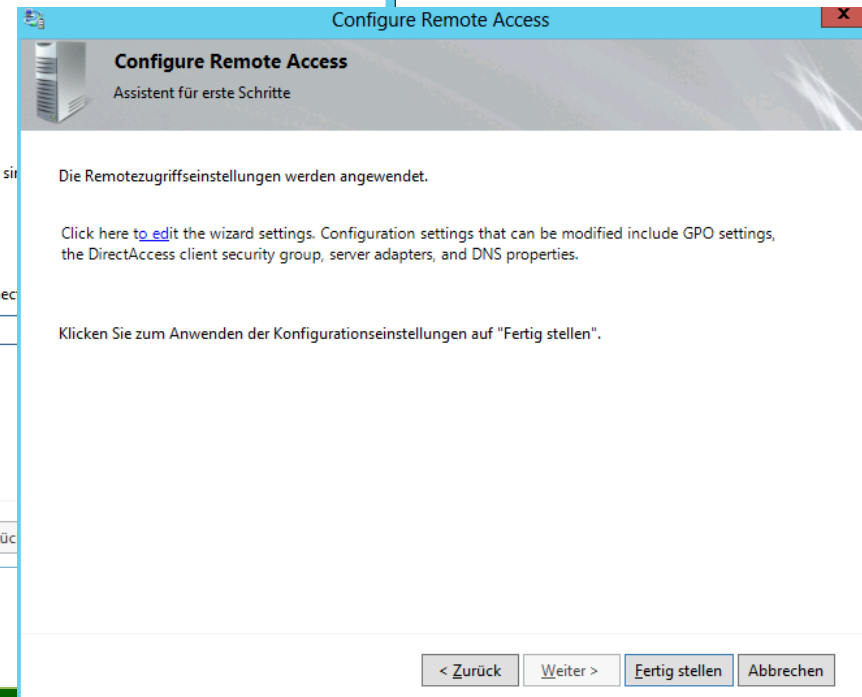 Configure Remote Access
X
Configure Remote Access
Assistent für erste Schritte
Die Remotezugriffseinstellungen werden angewendet.
Click here to edit the wizard settings. Configuration settings that can be modified include GPO settings,
the DirectAccess client security group, server adapters, and DNS properties.
Klicken Sie zum Anwenden der Konfigurationseinstellungen auf "Fertig stellen".
< Zurück
Weiter >
Fertig stellen
Abbrechen